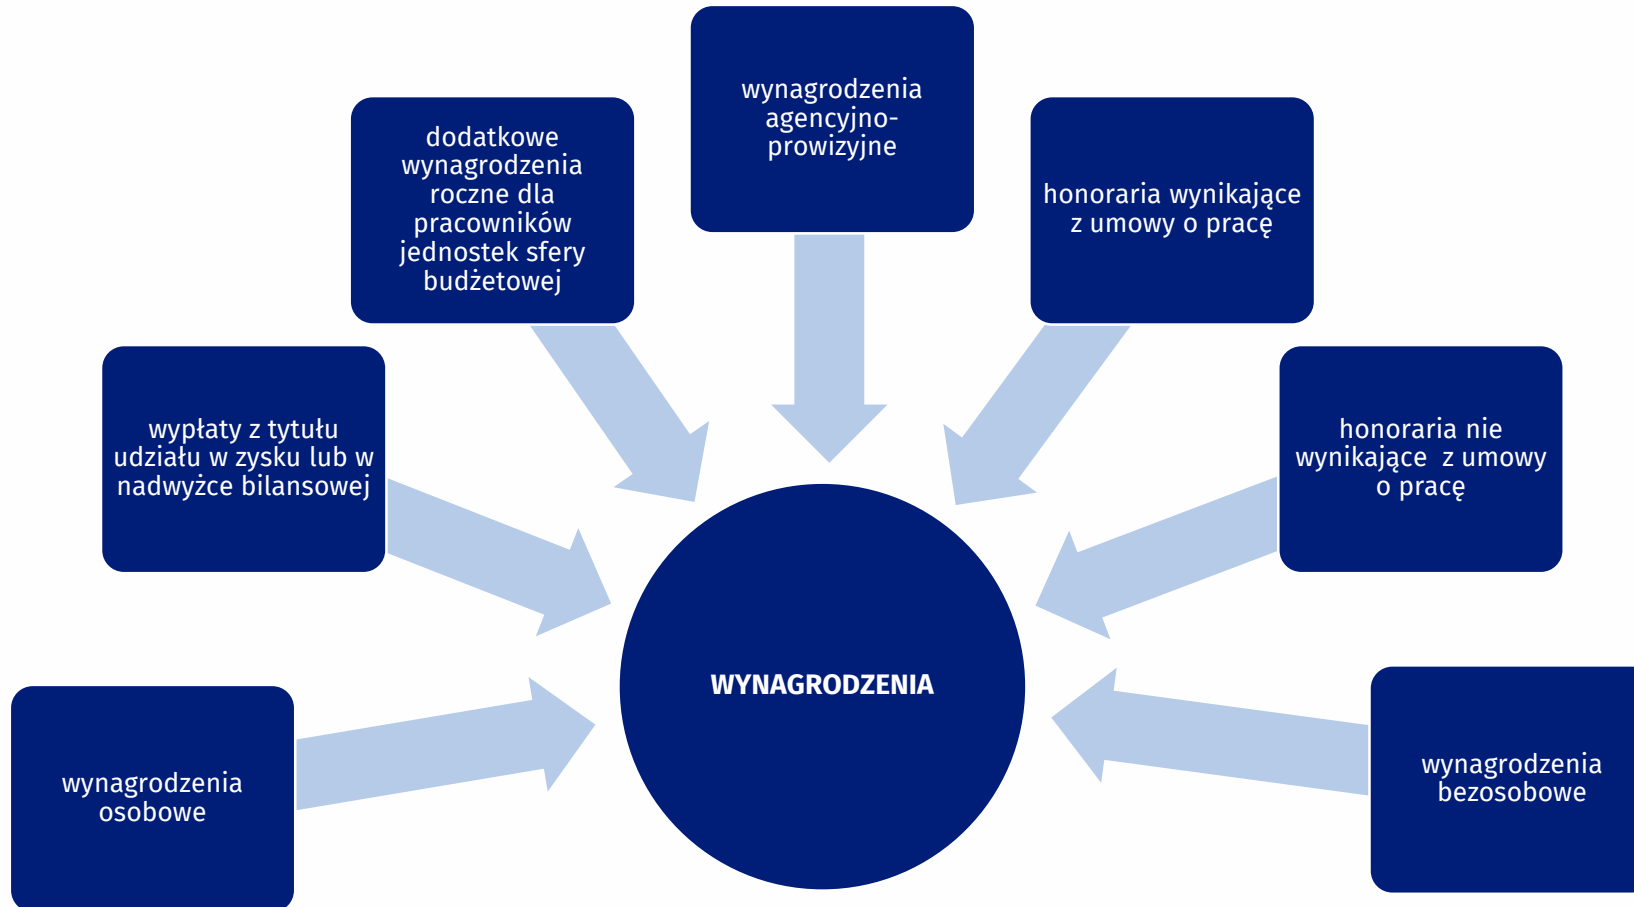 wynagrodzenia
agencyjno-
prowizyjne
dodatkowe
wynagrodzenia
roczne dla
pracowników
jednostek sfery
budżetowej
honoraria wynikające
z umowy o pracę
wypłaty z tytułu
udziału w zysku lub w
nadwyżce bilansowej
honoraria nie
wynikające  z umowy
o pracę
WYNAGRODZENIA
wynagrodzenia
osobowe
wynagrodzenia
bezosobowe